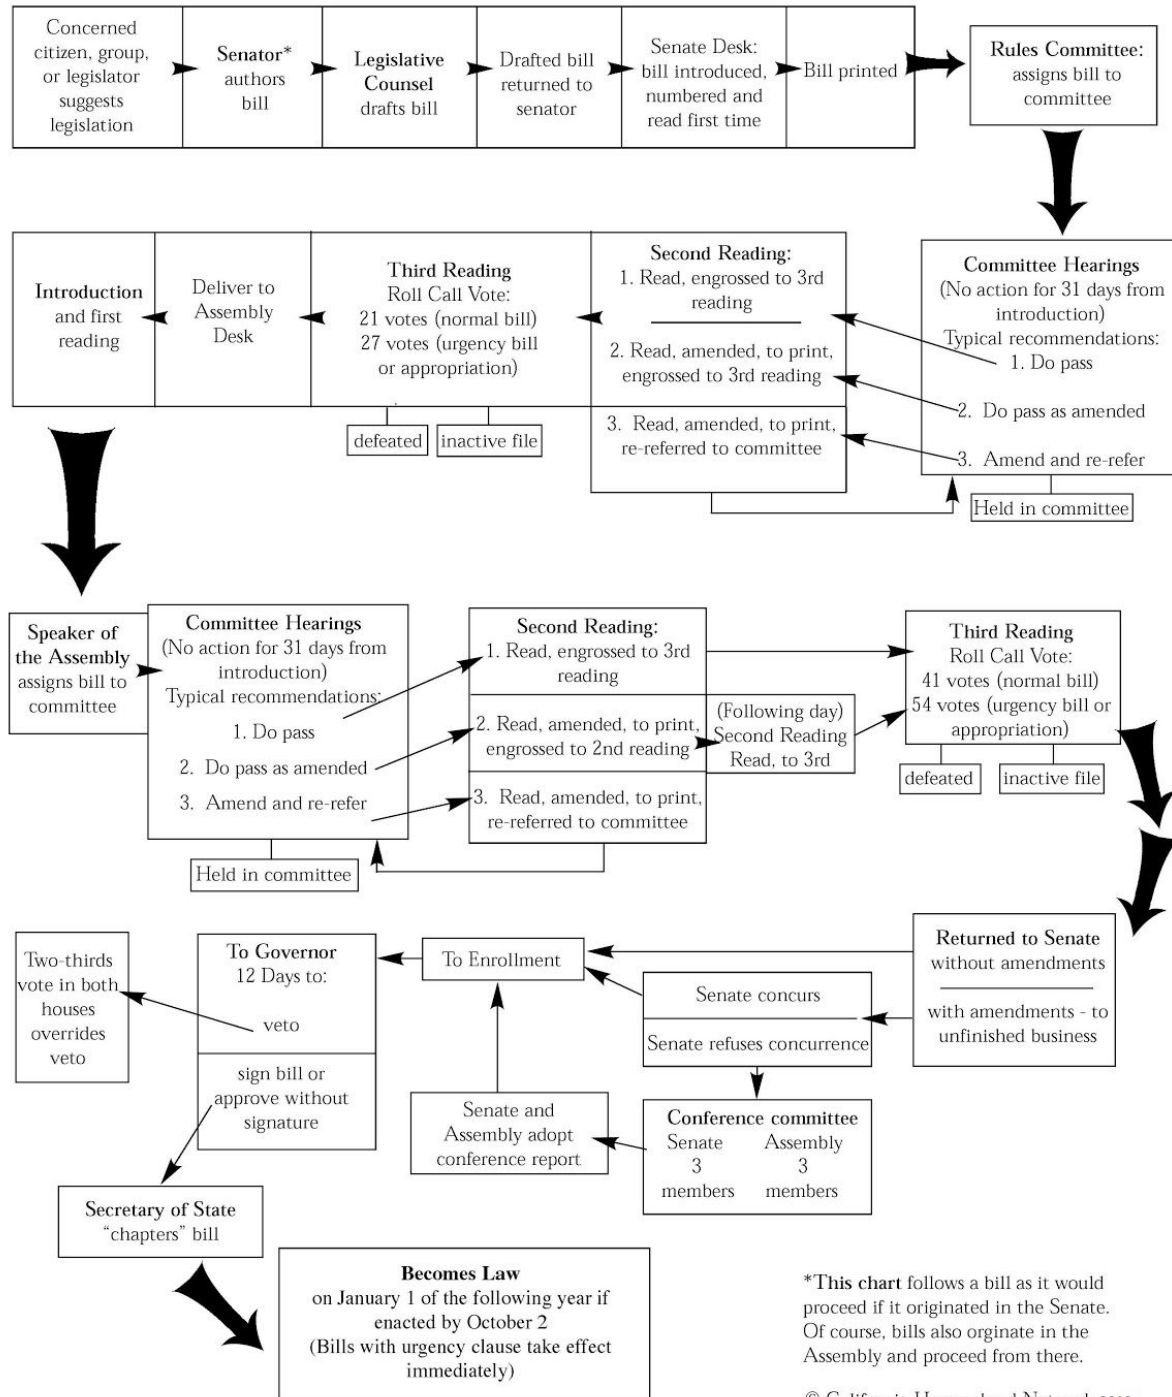 Concerned
citizen, group,
or legislator
suggests
legislation
Senator*
authors
bill
Legislative
Counsel
drafts bill
Drafted bill
returned to
senator
Senate Desk:
bill introduced,
numbered and
read first time
Bill printed
Rules Committee:
assigns bill to
committee
Committee Hearings
(No action for 31 days from
introduction)
Typical recommendations:
1. Do pass
2. Do pass as amended
3. Amend and re-refer
Held in committee
Second Reading:
1. Read, engrossed to 3rd
reading
2. Read, amended, to print,
engrossed to 3rd reading
3. Read, amended, to print,
re-referred to committee
Third Reading
Roll Call Vote:
21 votes (normal bill)
27 votes (urgency bill
or appropriation)
defeated
inactive file
Deliver to
Assembly
Desk
Introduction
and first
reading
Speaker of
the Assembly
assigns bill to
committee
Committee Hearings
(No action for 31 days from
introduction)
Typical recommendations:
1. Do pass
2. Do pass as amended
3. Amend and re-refer
Held in committee
Second Reading:
1. Read, engrossed to 3rd
reading
2. Read, amended, to print,
engrossed to 2nd reading
3. Read, amended, to print,
re-referred to committee
(Following day)
Second Reading
Read, to 3rd
Third Reading
Roll Call Vote:
41 votes (normal bill)
54 votes (urgency bill or
appropriation)
defeated
inactive file
Returned to Senate
without amendments
with amendments - to
unfinished business
Senate concurs
Senate refuses concurrence
Conference committee
Senate Assembly
3 3
members members
Senate and
Assembly adopt
conference report
To Enrollment
To Governor
12 Days to:
veto
sign bill or
approve without
signature
Two-thirds
vote in both
houses
overrides
veto
Secretary of State
“chapters” bill
Becomes Law
on January 1 of the following year if
enacted by October 2
(Bills with urgency clause take effect
immediately)
*This chart follows a bill as it would
proceed if it originated in the Senate.
Of course, bills also orginate in the
Assembly and proceed from there.